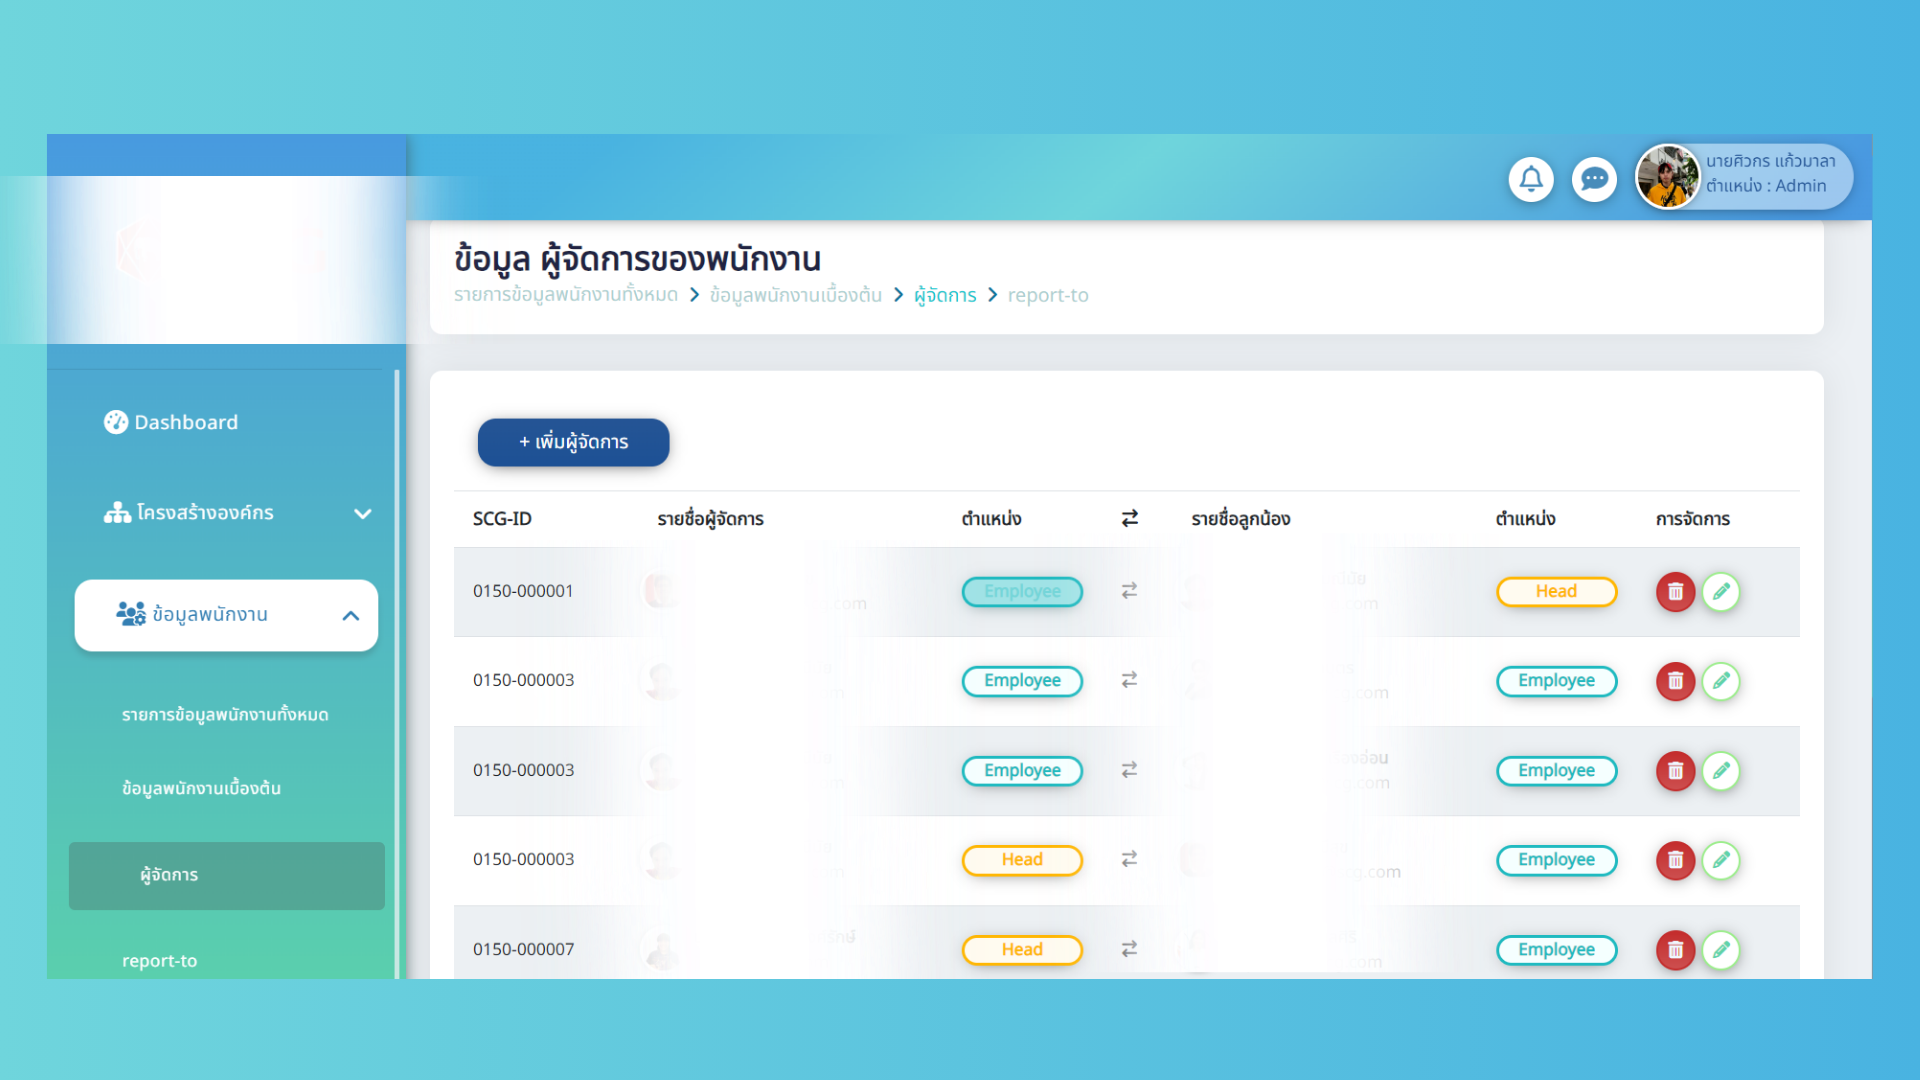 นายศิวกร แก้วมาลา
ตำแหน่ง : Admin
ข้อมูล ผู้จัดการของพนักงาน
รายการข้อมูลพนักงานทั้งหมด > ข้อมูลพนักงานเบื้องต้น > ผู้จัดการ > report-to
Dashboard
โครงสร้างองค์กร
ข้อมูลพนักงาน
รายการข้อมูลพนักงานทั้งหมด
ข้อมูลพนักงานเบื้องต้น
ผู้จัดการ
report-to
+ เพิ่มผู้จัดการ
SCG-ID รายชื่อผู้จัดการ ตำแหน่ง รายชื่อลูกน้อง ตำแหน่ง การจัดการ
0150-000001 Employee Head
0150-000003 Employee Employee
0150-000003 Employee Employee
0150-000003 Head Employee
0150-000007 Head Employee